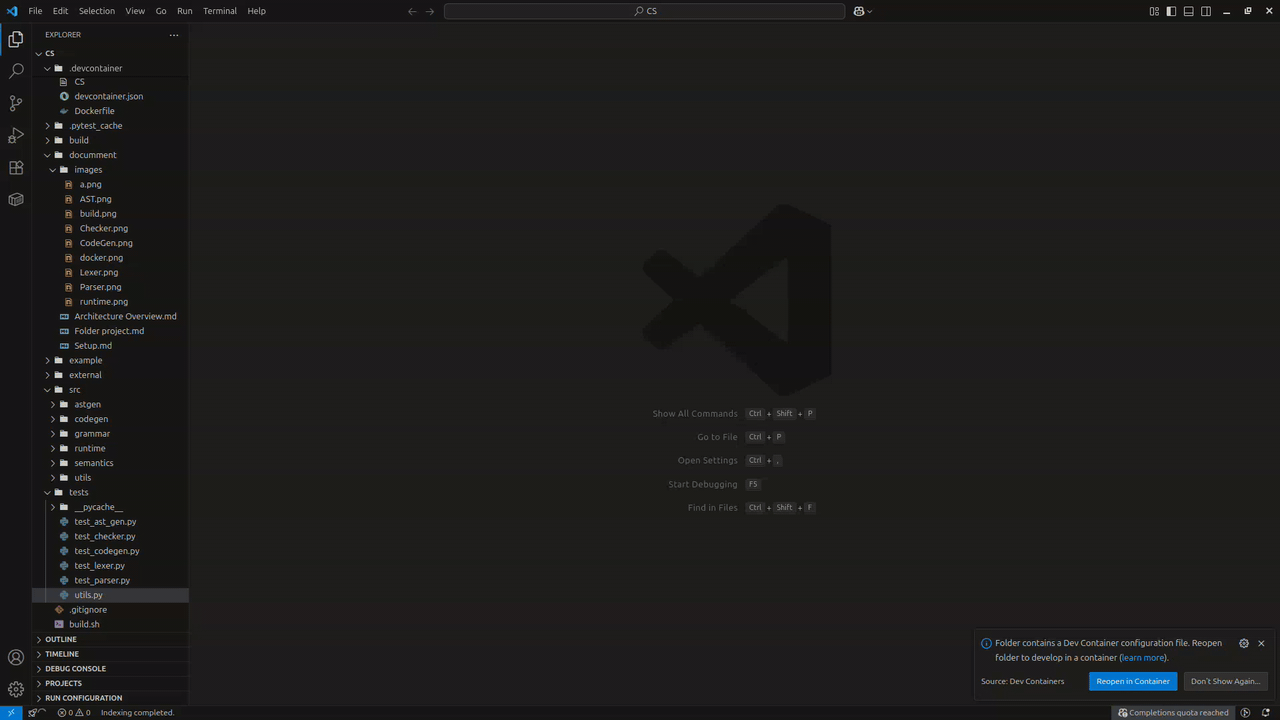 File Edit Selection View Go Run Terminal Help
CS
EXPLORER
CS
.devcontainer
CS
devcontainer.json
Dockerfile
.pytest_cache
build
documment
images
a.png
AST.png
build.png
Checker.png
CodeGen.png
docker.png
Lexer.png
Parser.png
runtime.png
Architecture Overview.md
Folder project.md
Setup.md
example
external
src
astgen
codegen
grammar
runtime
semantics
utils
tests
__pycache__
test_ast_gen.py
test_checker.py
test_codegen.py
test_lexer.py
test_parser.py
utils.py
.gitignore
build.sh
OUTLINE
TIMELINE
DEBUG CONSOLE
PROJECTS
RUN CONFIGURATION
Show All Commands Ctrl + Shift + P
Go to File Ctrl + P
Open Settings Ctrl + ,
Start Debugging F5
Find in Files Ctrl + Shift + F
Folder contains a Dev Container configuration file. Reopen
folder to develop in a container (learn more).
Source: Dev Containers Reopen in Container Don't Show Again...
0 0 Indexing completed. Completions quota reached